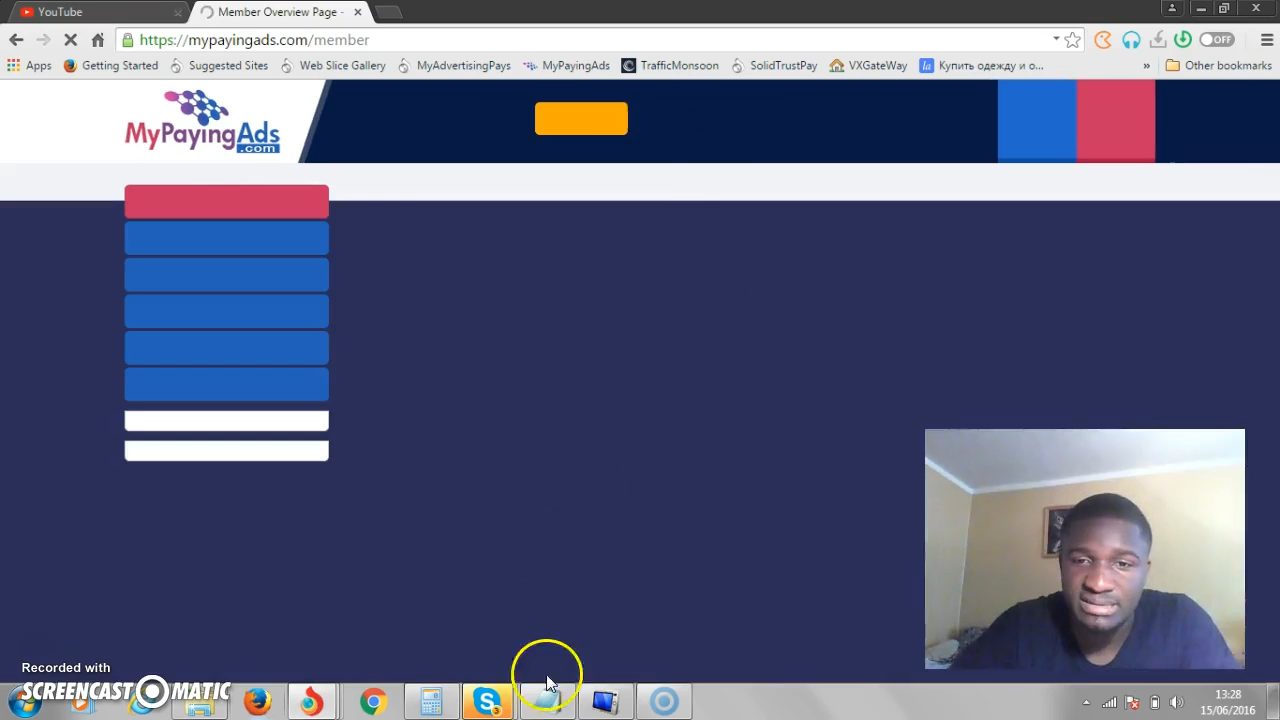 YouTube
Member Overview Page -
https://mypayingads.com/member
OFF
Apps Getting Started Suggested Sites Web Slice Gallery MyAdvertisingPays MyPayingAds TrafficMonsoon SolidTrustPay VXGateWay Купить одежду и о... » Other bookmarks
MyPayingAds
.com
Recorded with
SCREENCAST MATIC
3
13:28
15/06/2016